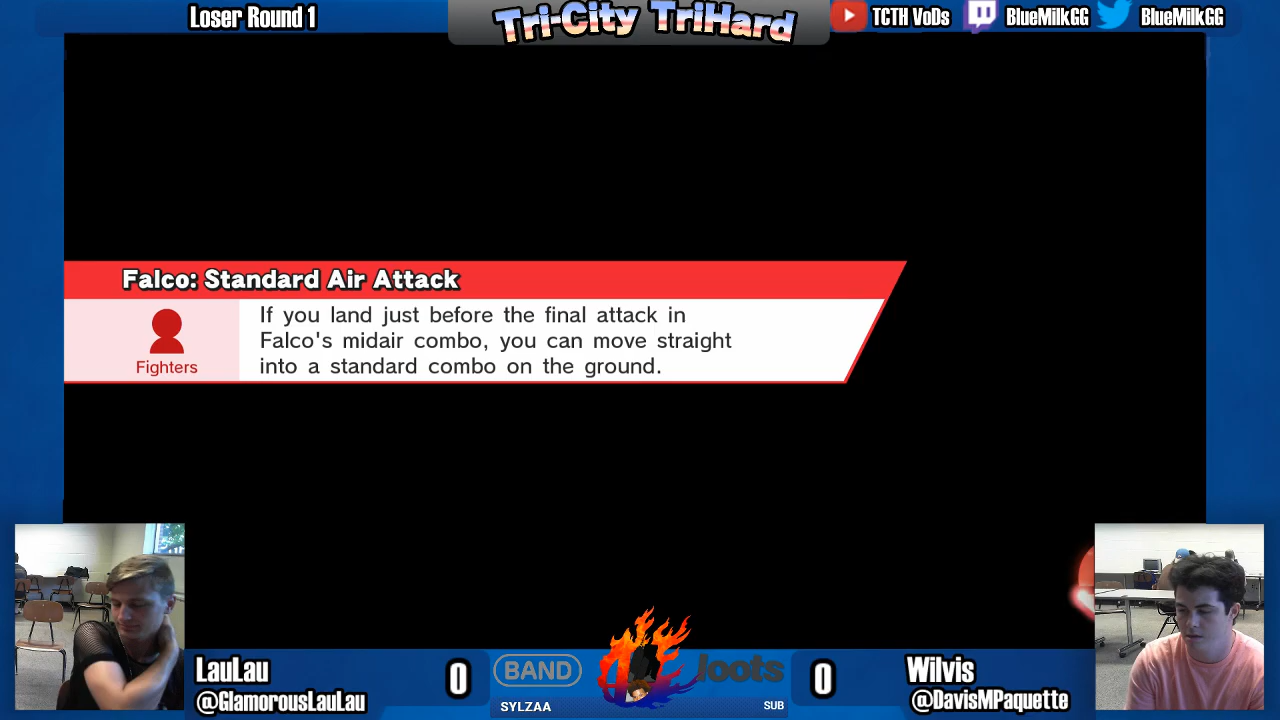 Loser Round 1
Tri-City TriHard
TCTH VoDs
BlueMilkGG
BlueMilkGG
Falco: Standard Air Attack
If you land just before the final attack in
Falco's midair combo, you can move straight
into a standard combo on the ground.
Fighters
LauLau
@GlamorousLauLau
0
BAND
loots
SYLZAA
SUB
0
Wilvis
@DavisMPaquette